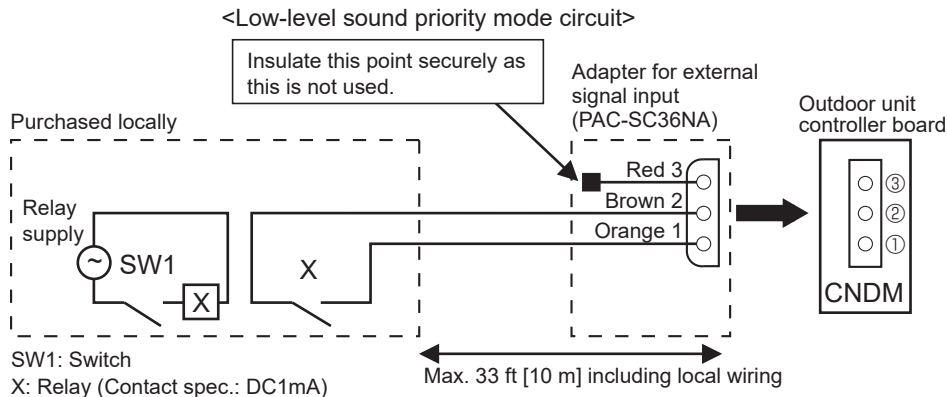 <Low-level sound priority mode circuit>
Insulate this point securely as
this is not used.
Adapter for external
signal input
(PAC-SC36NA)
Outdoor unit
controller board
Purchased locally
Relay
supply
~
SW1
X
X
Red 3
Brown 2
Orange 1
③
②
①
CNDM
SW1: Switch
X: Relay (Contact spec.: DC1mA)
Max. 33 ft [10 m] including local wiring